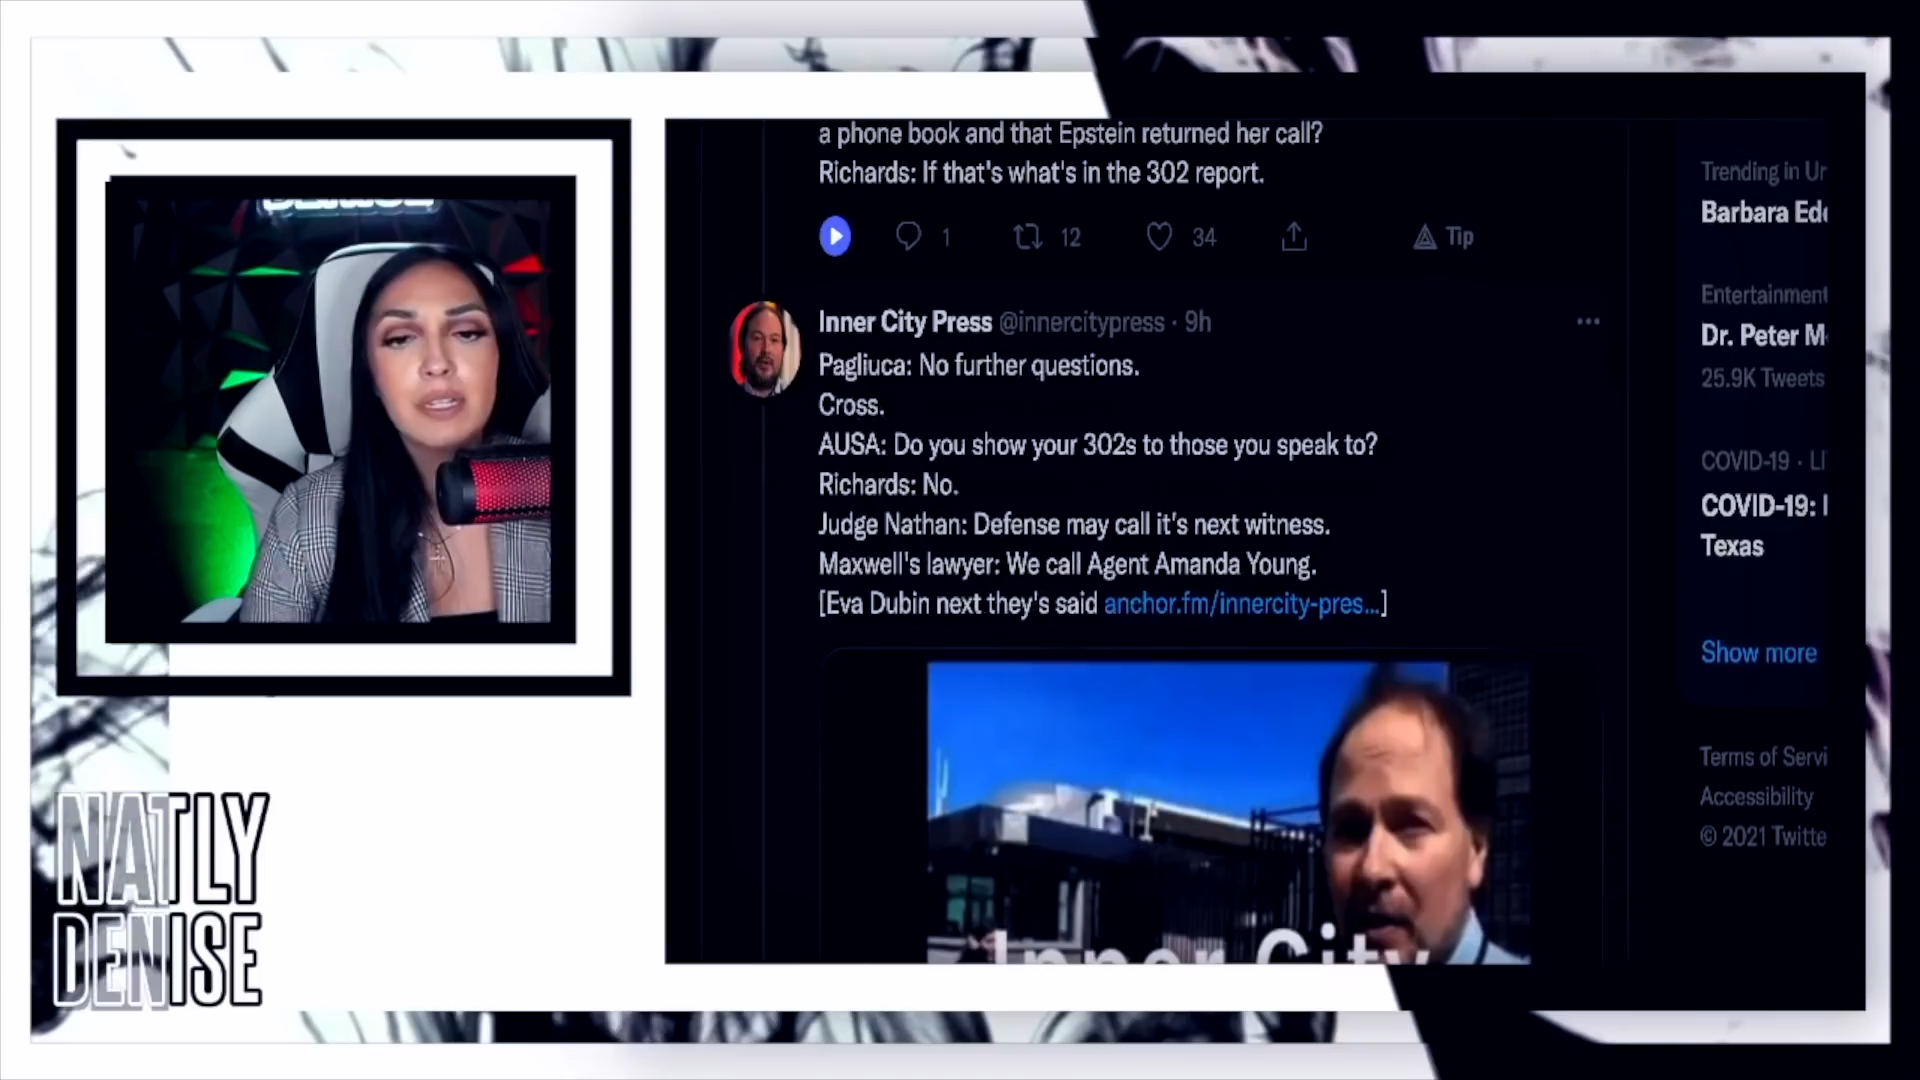 a phone book and that Epstein returned her call?
Richards: If that's what's in the 302 report.
1 12 34 Tip
Inner City Press @innercitypress · 9h
Pagliuca: No further questions.
Cross.
AUSA: Do you show your 302s to those you speak to?
Richards: No.
Judge Nathan: Defense may call it's next witness.
Maxwell's lawyer: We call Agent Amanda Young.
[Eva Dubin next they's said anchor.fm/innercity-pres...]
Inner City
Trending in Ur
Barbara Ede
Entertainment
Dr. Peter M
25.9K Tweets
COVID-19 · LI
COVID-19:
Texas
Show more
Terms of Servi
Accessibility
© 2021 Twitte
NATLY
DENISE